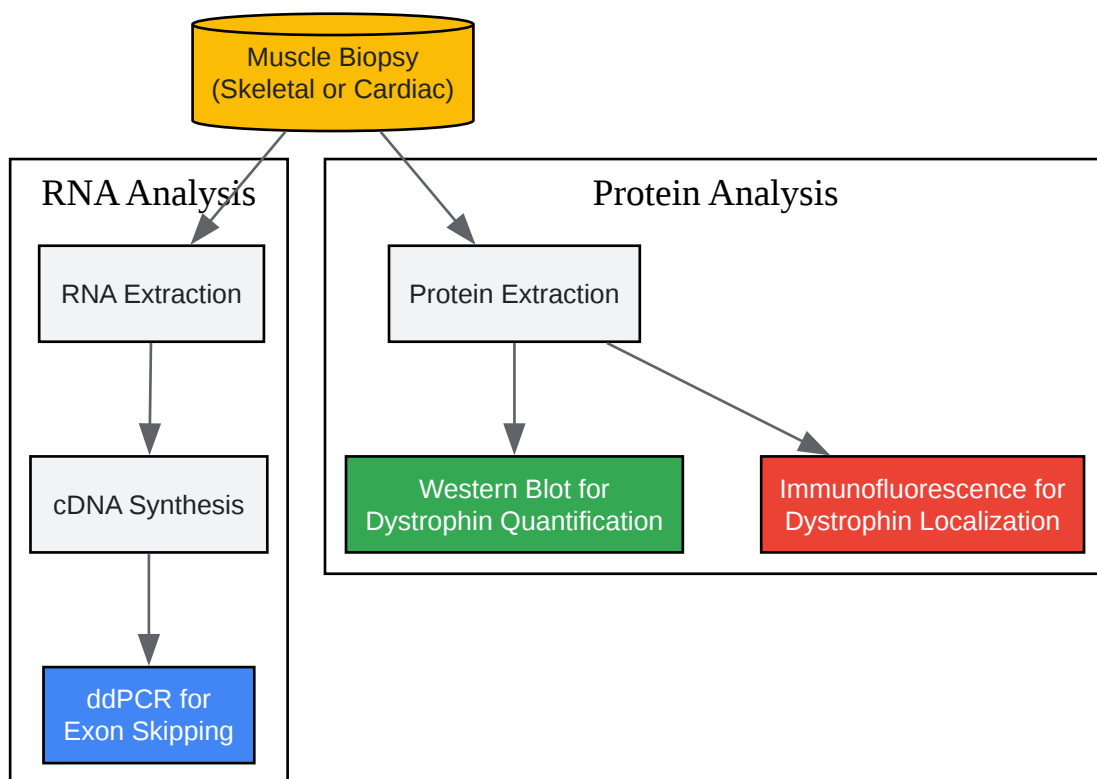 Muscle Biopsy
(Skeletal or Cardiac)
RNA Analysis
Protein Analysis
RNA Extraction
Protein Extraction
cDNA Synthesis
Western Blot for
Dystrophin Quantification
Immunofluorescence for
Dystrophin Localization
ddPCR for
Exon Skipping